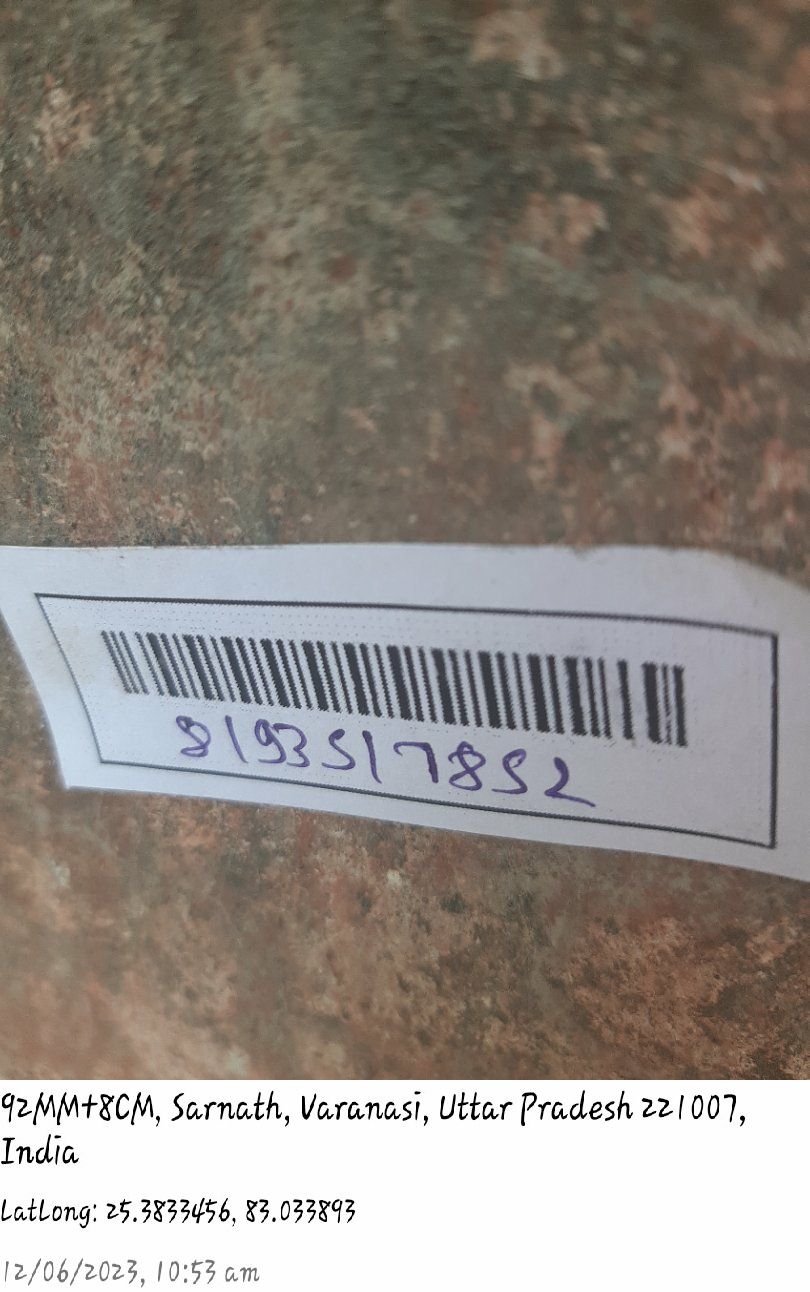 8193517852
92MM+8CM, Sarnath, Varanasi, Uttar Pradesh 221007,
India
LatLong: 25.3833456, 83.033893
12/06/2023, 10:53 am